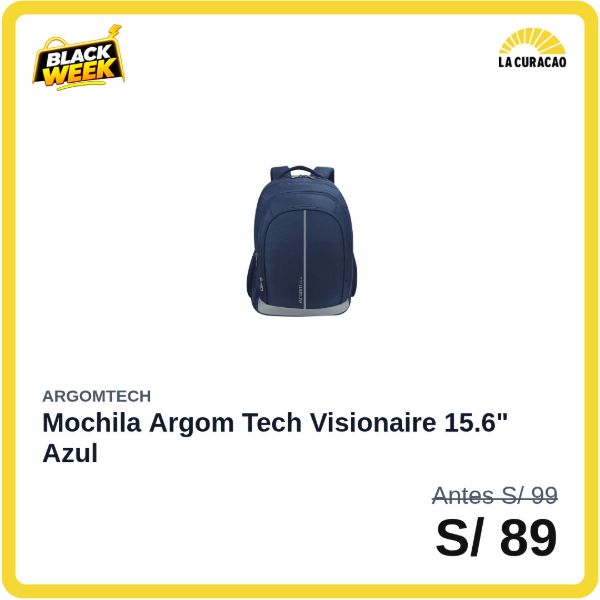 BLACK
WEEK
LA CURACAO
ARGOMTECH
Mochila Argom Tech Visionaire 15.6"
Azul
Antes S/ 99
S/ 89